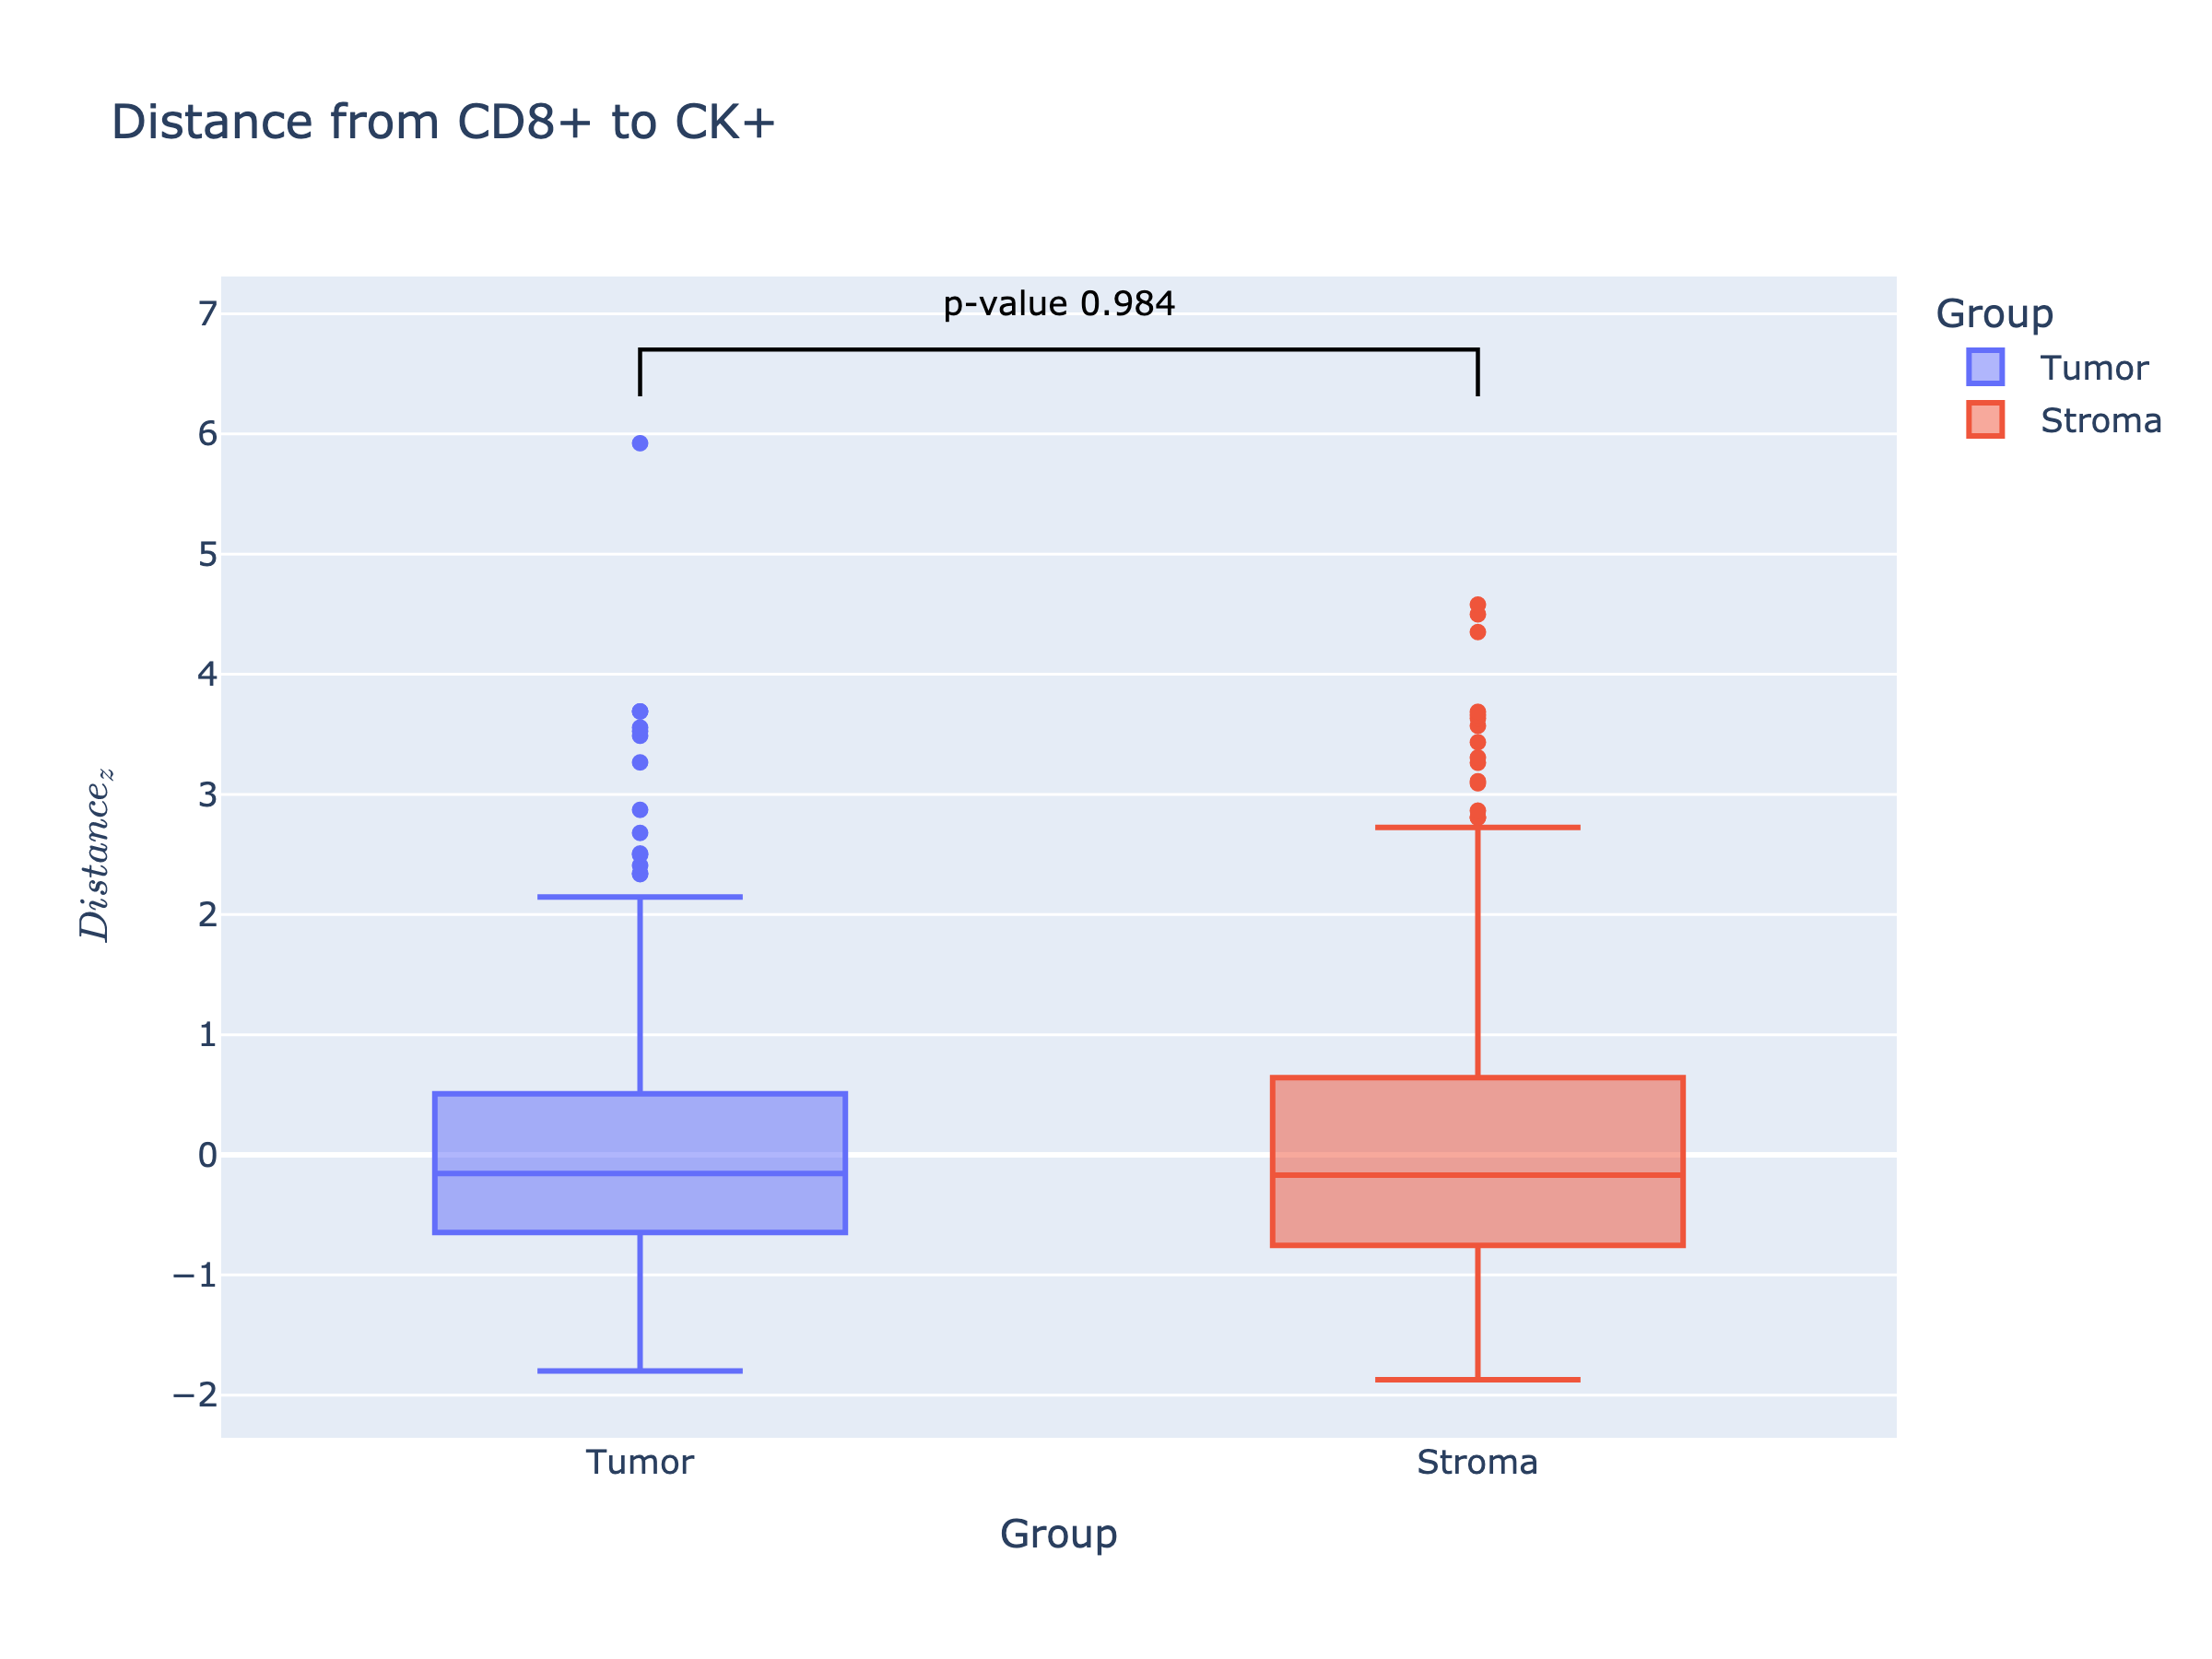 Distance from CD8+ to CK+
p-value 0.984
7
6
5
4
3
2
1
0
−1
−2
Distance_z
Tumor
Stroma
Group
Group
Tumor
Stroma